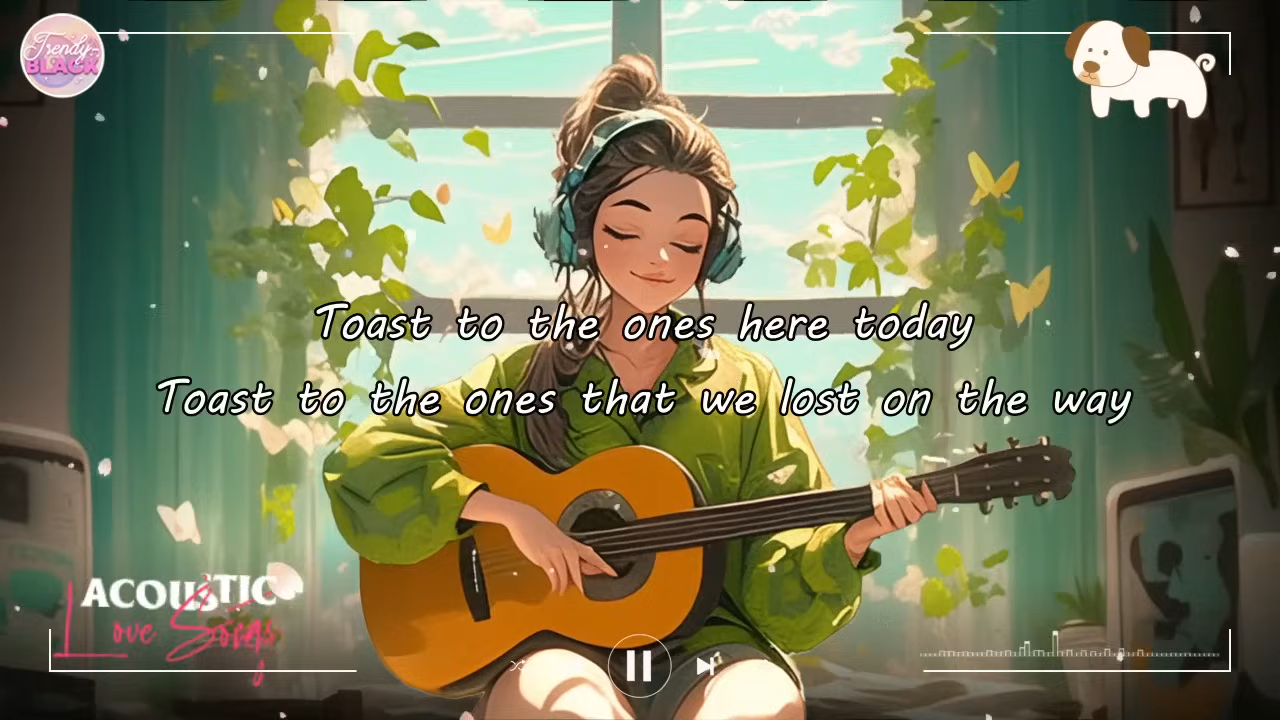 Trendy
BLACK
Toast to the ones here today
Toast to the ones that we lost on the way
ACOUSTIC
Love Songs